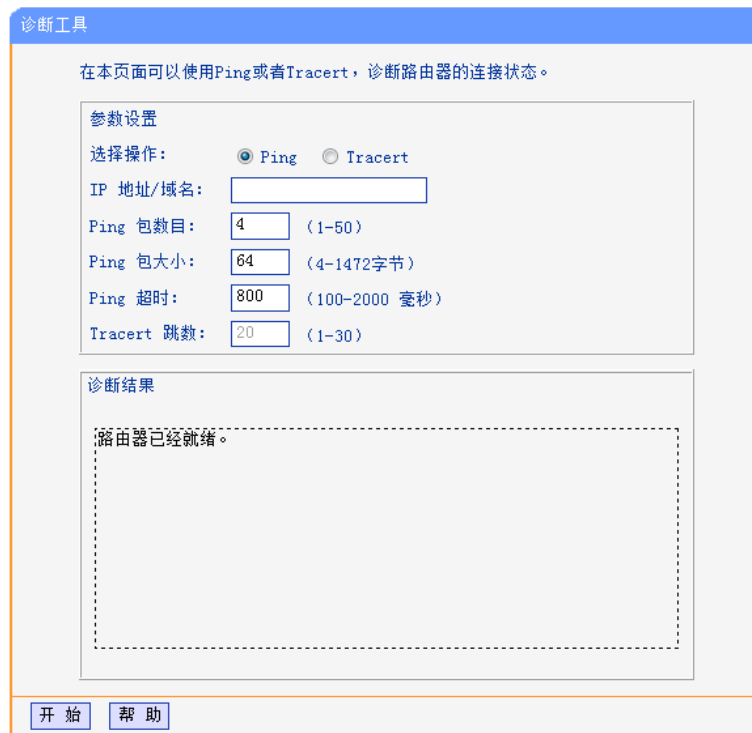 诊断工具
在本页面可以使用Ping或者Tracert，诊断路由器的连接状态。
参数设置
选择操作： Ping Tracert
IP 地址/域名：
Ping 包数目： 4 （1-50）
Ping 包大小： 64 （4-1472字节）
Ping 超时： 800 （100-2000 毫秒）
Tracert 跳数： 20 （1-30）
诊断结果
路由器已经就绪。
开 始 帮 助